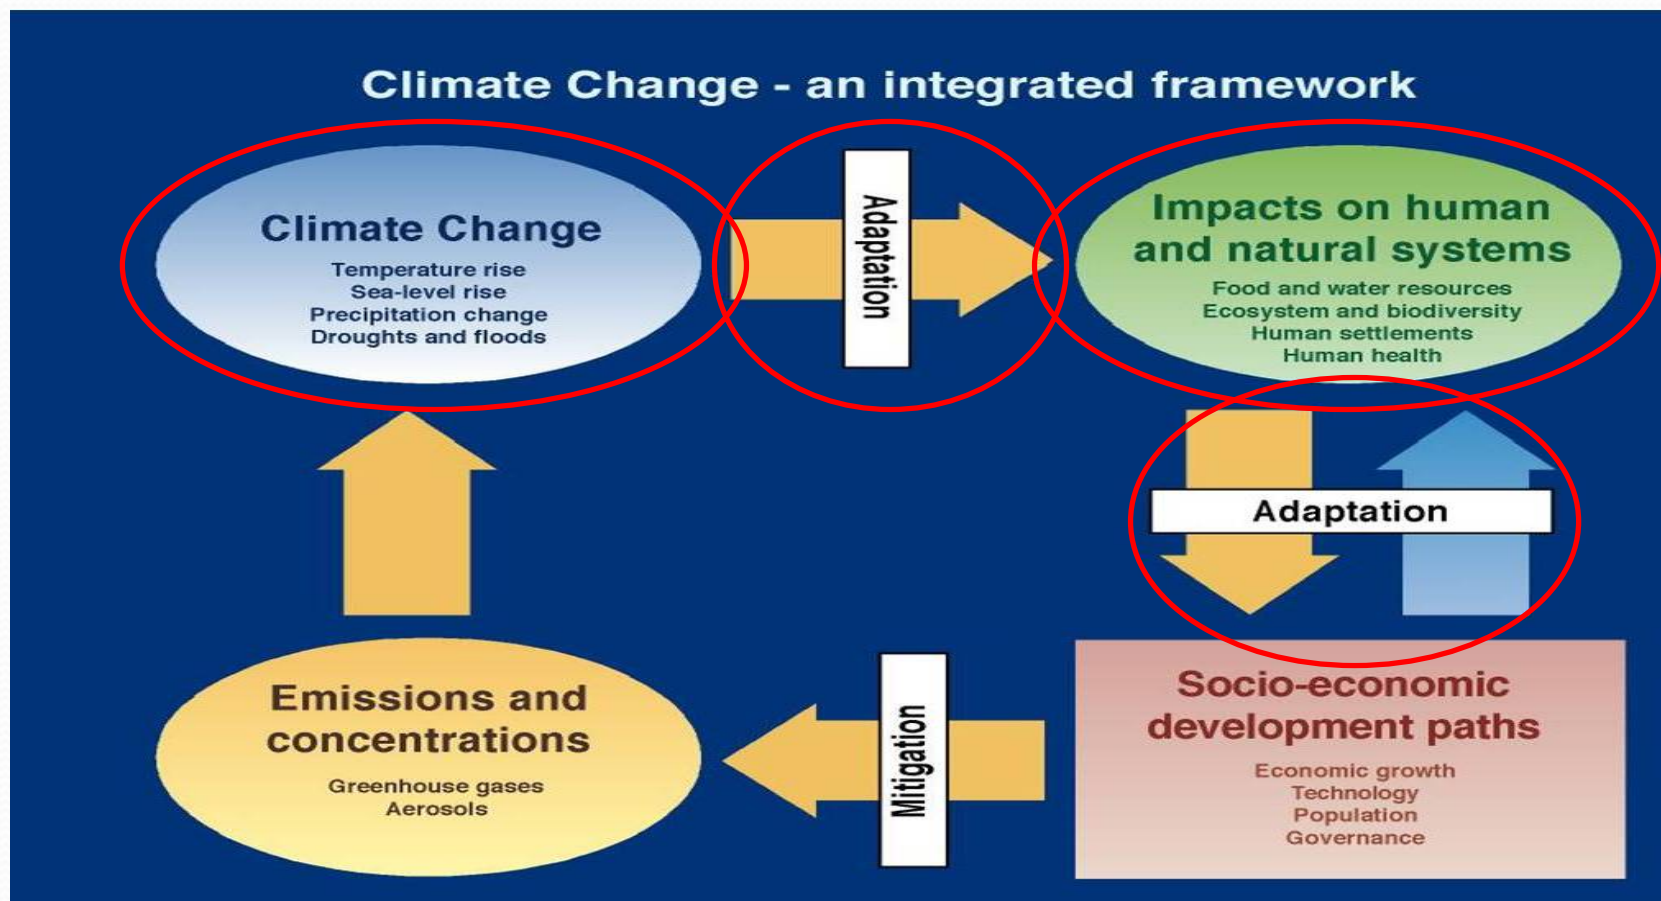 Climate Change - an integrated framework
Climate Change
Temperature rise
Sea-level rise
Precipitation change
Droughts and floods
Adaptation
Impacts on human
and natural systems
Food and water resources
Ecosystem and biodiversity
Human settlements
Human health
Adaptation
Emissions and
concentrations
Greenhouse gases
Aerosols
Mitigation
Socio-economic
development paths
Economic growth
Technology
Population
Governance